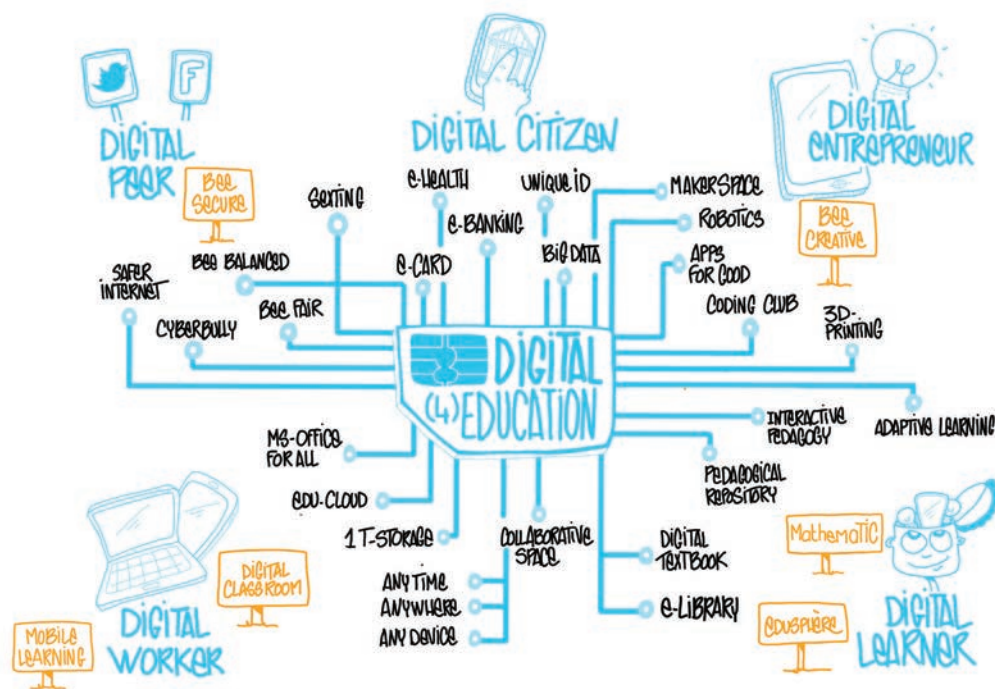 F
DIGITAL
PEER
BEE
SECURE
DIGITAL CITIZEN
DIGITAL
ENTREPRENEUR
BEE
CREATIVE
SAFER
INTERNET
CYBERBULLY
BEE BALANCED
BEE FAIR
SEXTING
e-HEALTH
e-CARD
e-BANKING
UNIQUE iD
BIG DATA
MAKERSPACE
ROBOTICS
APPS
FOR GOOD
CODING CLUB
3D-
PRINTING
DIGITAL
(4) EDUCATION
ADAPTIVE LEARNING
INTERACTIVE
PEDAGOGY
PEDAGOGICAL
REPOSITORY
MS-OFFICE
FOR ALL
EDU-CLOUD
1 T-STORAGE
COLLABORATIVE
SPACE
ANY TIME
ANYWHERE
ANY DEVICE
DIGITAL
TEXTBOOK
e-LIBRARY
DIGITAL
CLASSROOM
MOBILE
LEARNING
DIGITAL
WORKER
MatHematiC
eDUSPHÈRE
DIGITAL
LEARNER